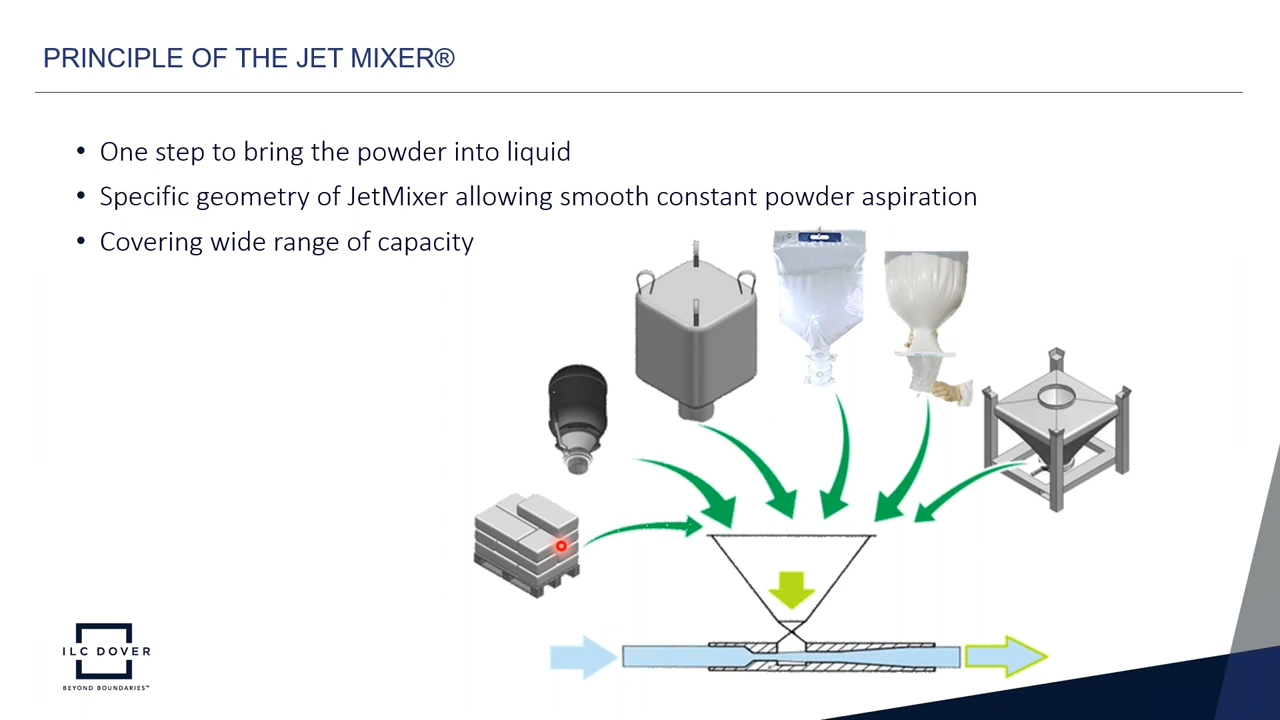 PRINCIPLE OF THE JET MIXER®
• One step to bring the powder into liquid
• Specific geometry of JetMixer allowing smooth constant powder aspiration
• Covering wide range of capacity
ILC DOVER
BEYOND BOUNDARIES™